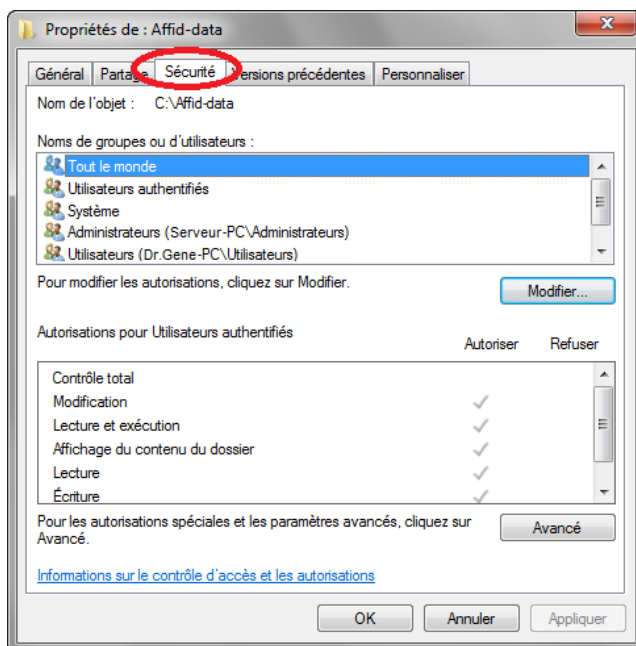 Propriétés de : Affid-data
Général Partage Sécurité Versions précédentes Personnaliser
Nom de l'objet : C:\Affid-data
Noms de groupes ou d'utilisateurs :
Tout le monde
Utilisateurs authentifiés
Système
Administrateurs (Serveur-PC\Administrateurs)
Utilisateurs (Dr.Gene-PC\Utilisateurs)
Pour modifier les autorisations, cliquez sur Modifier.
Modifier...
Autorisations pour Utilisateurs authentifiés
Autoriser Refuser
Contrôle total
Modification
Lecture et exécution
Affichage du contenu du dossier
Lecture
Écriture
Pour les autorisations spéciales et les paramètres avancés, cliquez sur
Avancé.
Avancé
Informations sur le contrôle d'accès et les autorisations
OK Annuler Appliquer